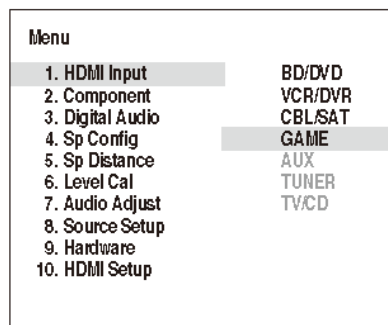 Menu
1. HDMI Input
2. Component
3. Digital Audio
4. Sp Config
5. Sp Distance
6. Level Cal
7. Audio Adjust
8. Source Setup
9. Hardware
10. HDMI Setup
BD/DVD
VCR/DVR
CBL/SAT
GAME
AUX
TUNER
TV/CD